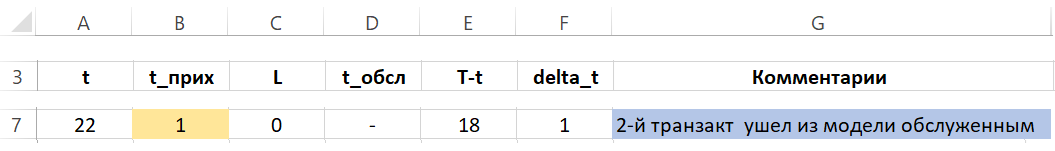 A B C D E F G
3 t t_прих L t_обсл T-t delta_t Комментарии
7 22 1 0 - 18 1 2-й транзакт ушел из модели обслуженным